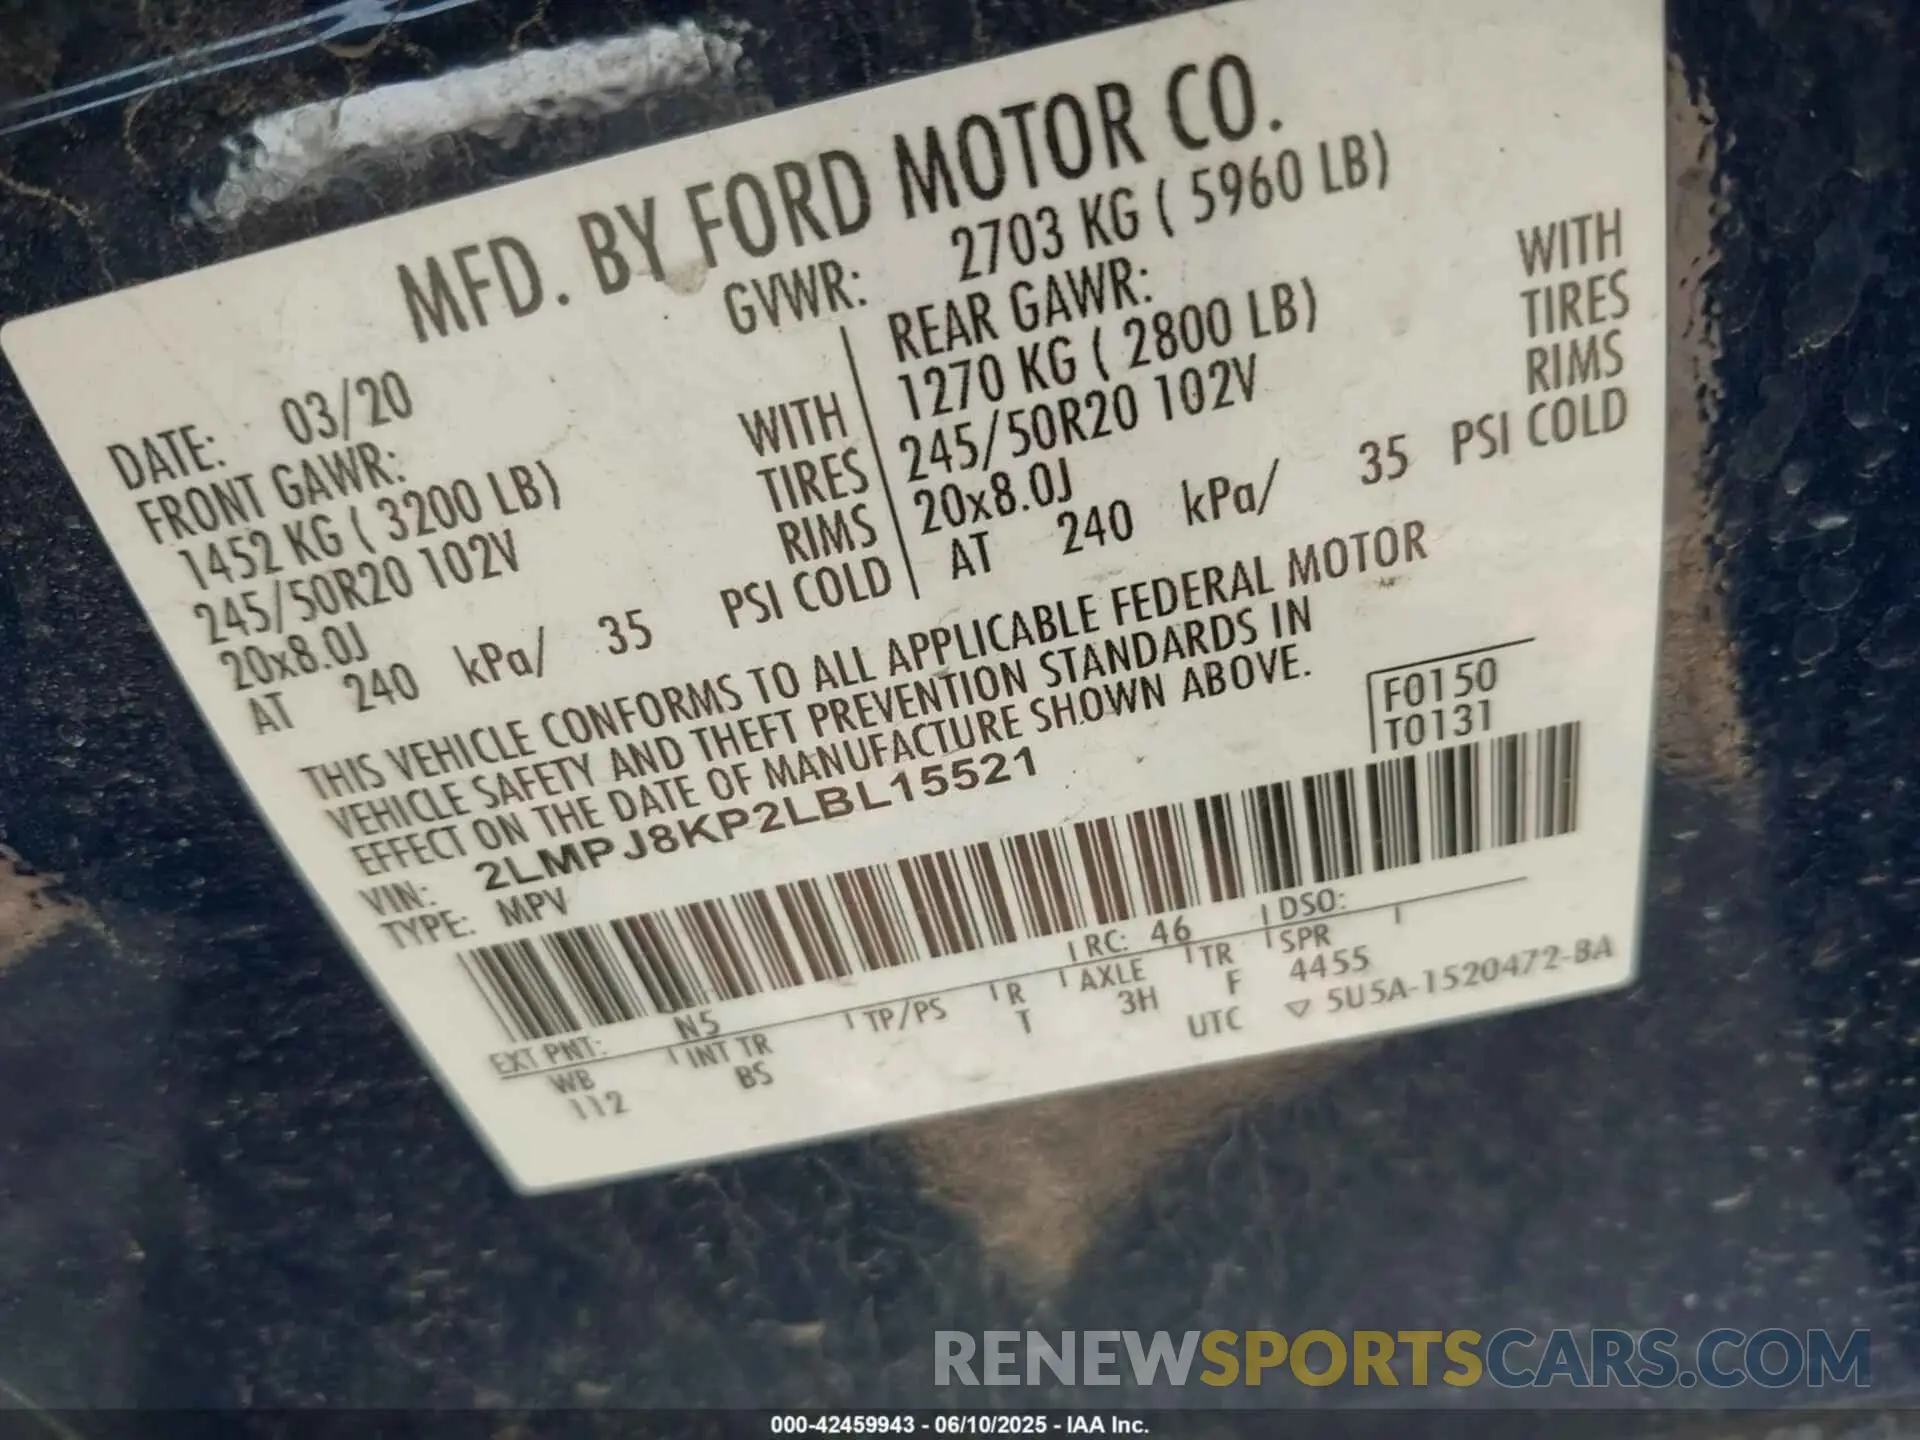 MFD. BY FORD MOTOR CO.
DATE: 03/20 GVWR: 2703 KG ( 5960 LB)
FRONT GAWR: REAR GAWR:
1452 KG ( 3200 LB) WITH 1270 KG ( 2800 LB) WITH
245/50R20 102V TIRES 245/50R20 102V TIRES
20x8.0J RIMS 20x8.0J RIMS
AT 240 kPa/ 35 PSI COLD AT 240 kPa/ 35 PSI COLD
THIS VEHICLE CONFORMS TO ALL APPLICABLE FEDERAL MOTOR
VEHICLE SAFETY AND THEFT PREVENTION STANDARDS IN
EFFECT ON THE DATE OF MANUFACTURE SHOWN ABOVE.
VIN: 2LMPJ8KP2LBL15521
TYPE: MPV
F0150
T0131
EXT PNT: N5 RC: 46 DSO:
WB INT TR TP/PS R AXLE TR SPR
112 BS T 3H F 4455
UTC ▽ 5U5A-1520472-BA
RENEWSPORTSCARS.COM
000-42459943 - 06/10/2025 - IAA Inc.